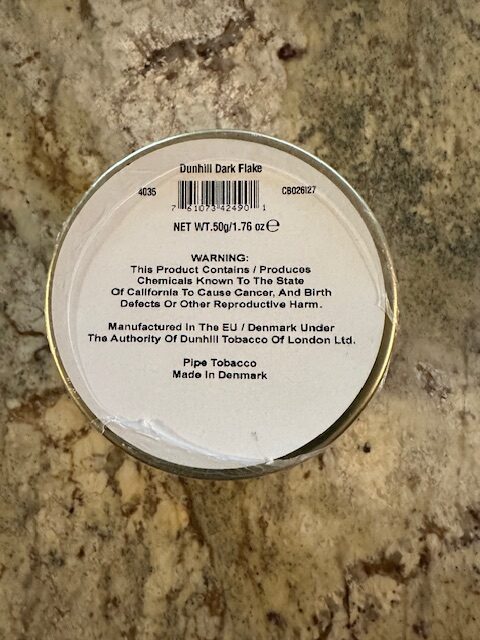 Dunhill Dark Flake
4035
CB026127
7 61073 42490 1
NET WT.50g/1.76 oz ℮
WARNING:
This Product Contains / Produces
Chemicals Known To The State
Of California To Cause Cancer, And Birth
Defects Or Other Reproductive Harm.
Manufactured In The EU / Denmark Under
The Authority Of Dunhill Tobacco Of London Ltd.
Pipe Tobacco
Made In Denmark